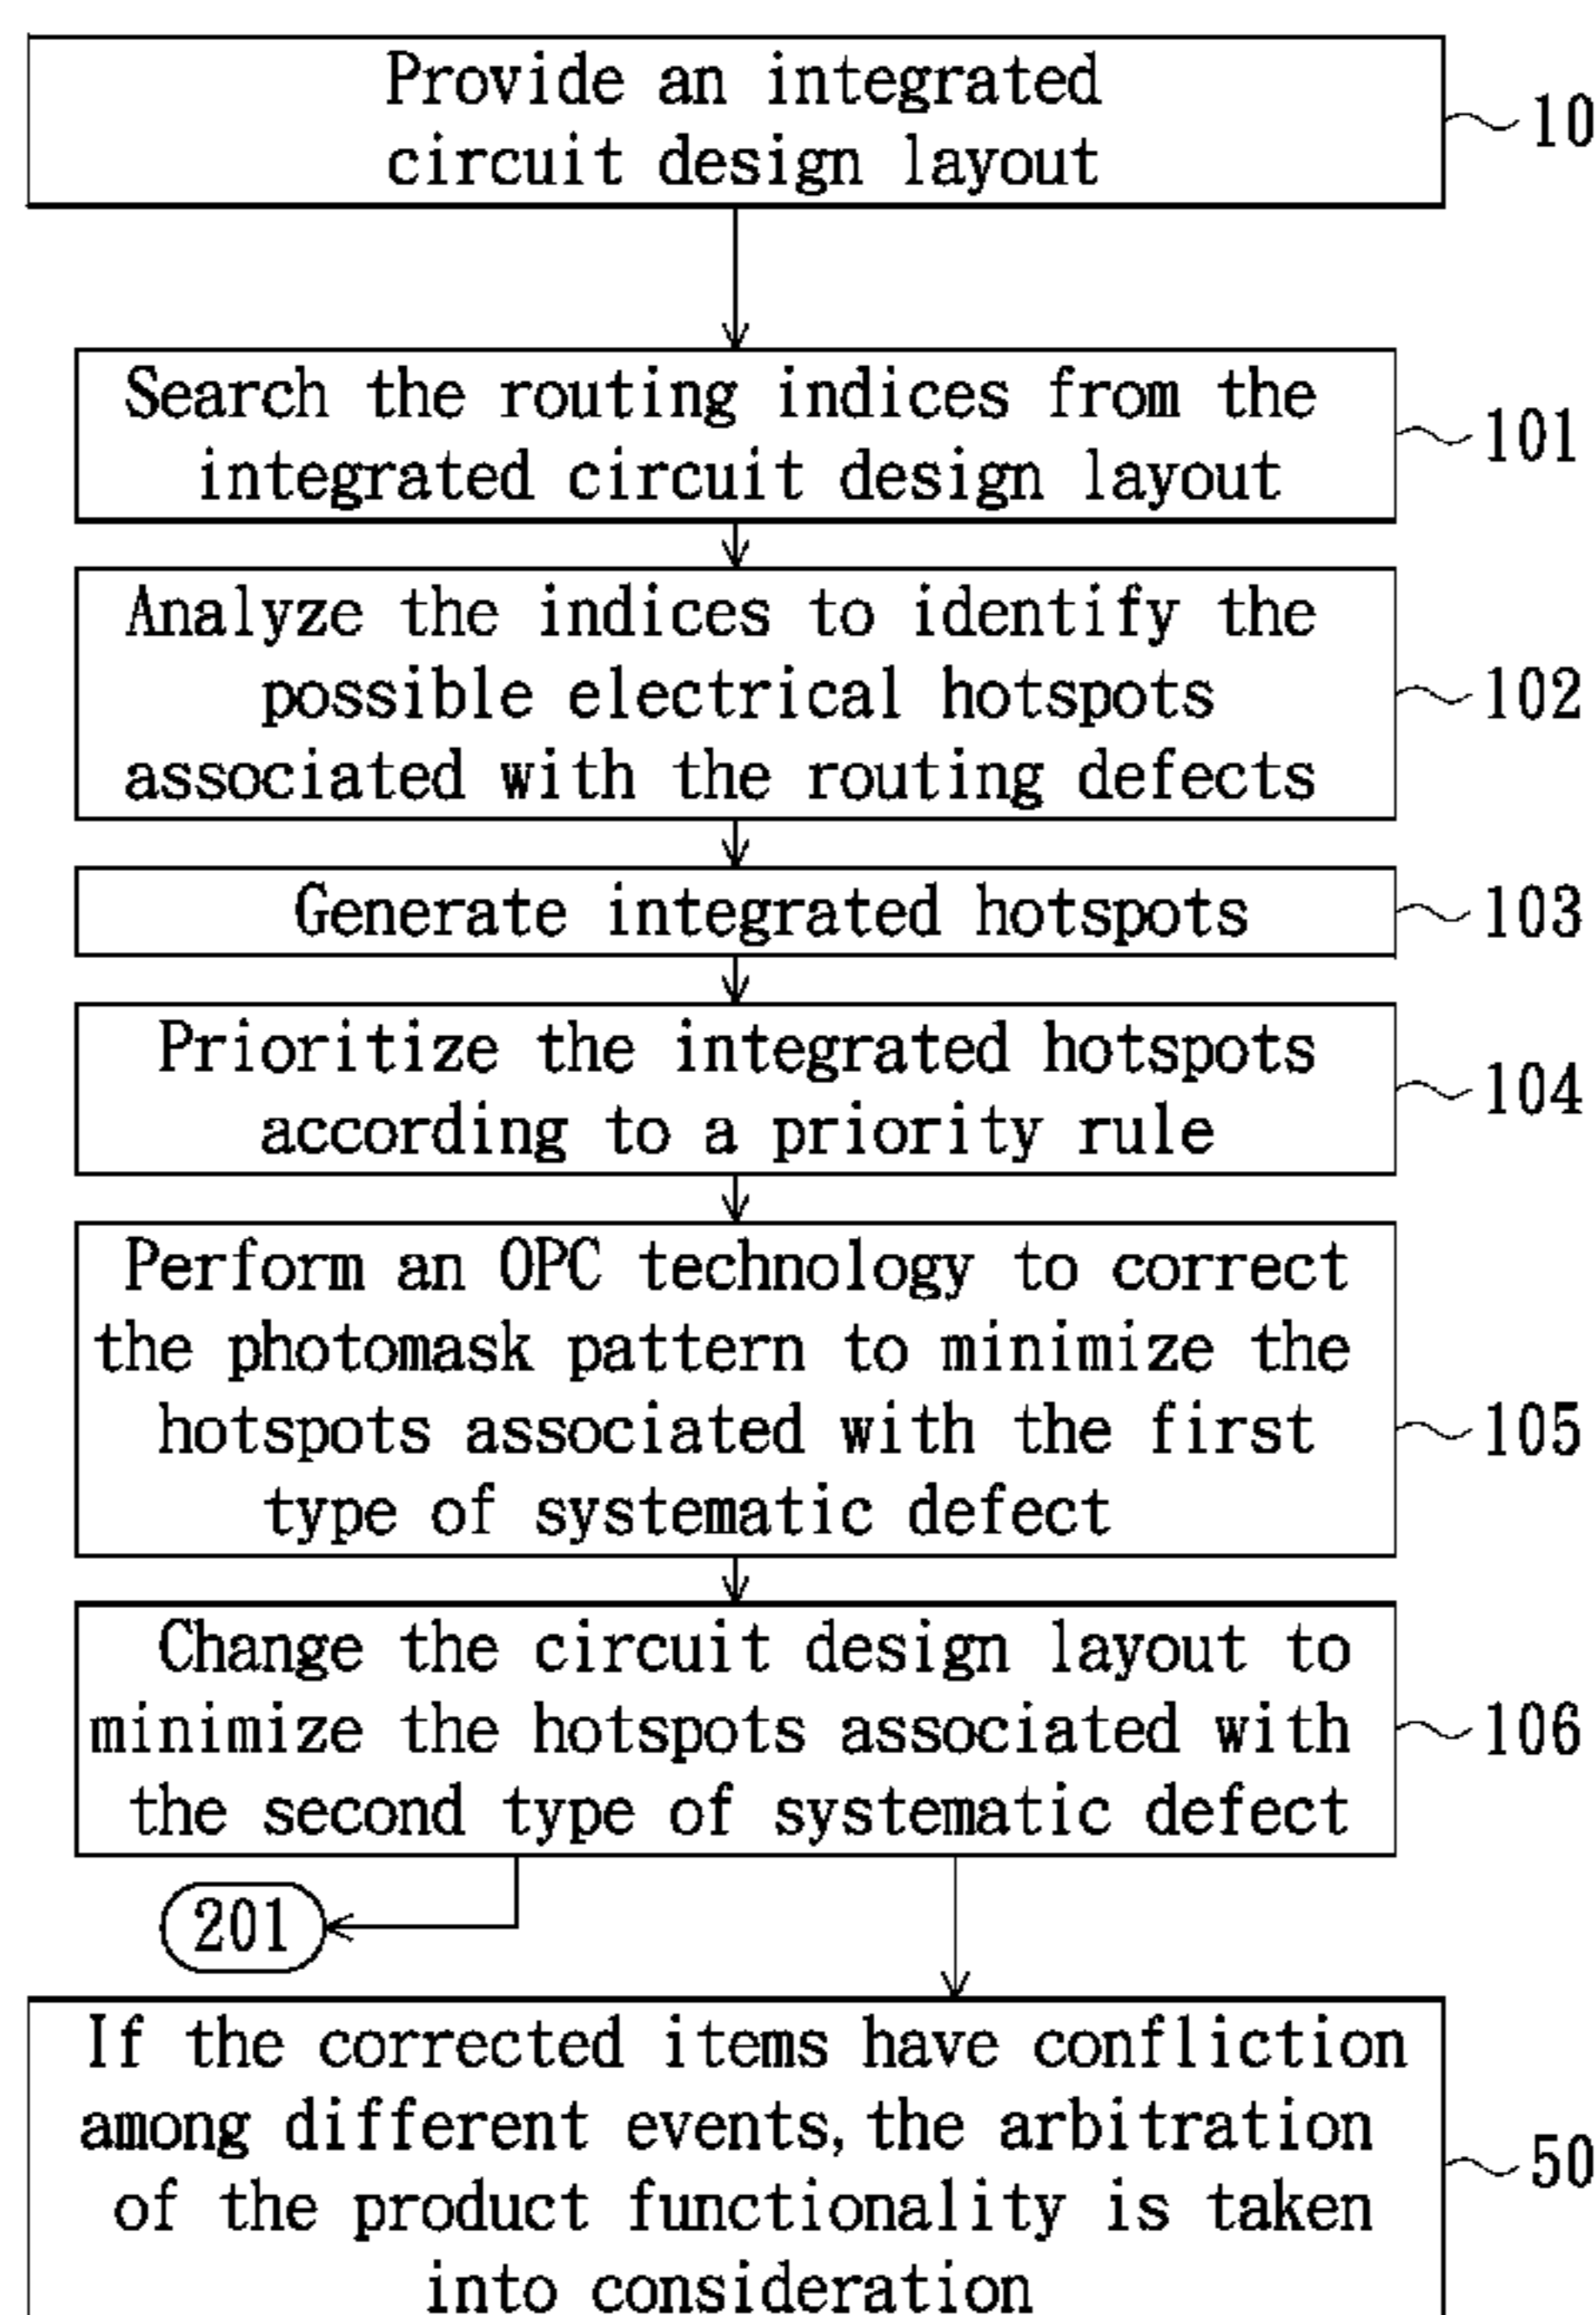 Provide an integrated
circuit design layout
10
Search the routing indices from the
integrated circuit design layout
101
Analyze the indices to identify the
possible electrical hotspots
associated with the routing defects
102
Generate integrated hotspots
103
Prioritize the integrated hotspots
according to a priority rule
104
Perform an OPC technology to correct
the photomask pattern to minimize the
hotspots associated with the first
type of systematic defect
105
Change the circuit design layout to
minimize the hotspots associated with
the second type of systematic defect
106
201
If the corrected items have confliction
among different events, the arbitration
of the product functionality is taken
into consideration
50